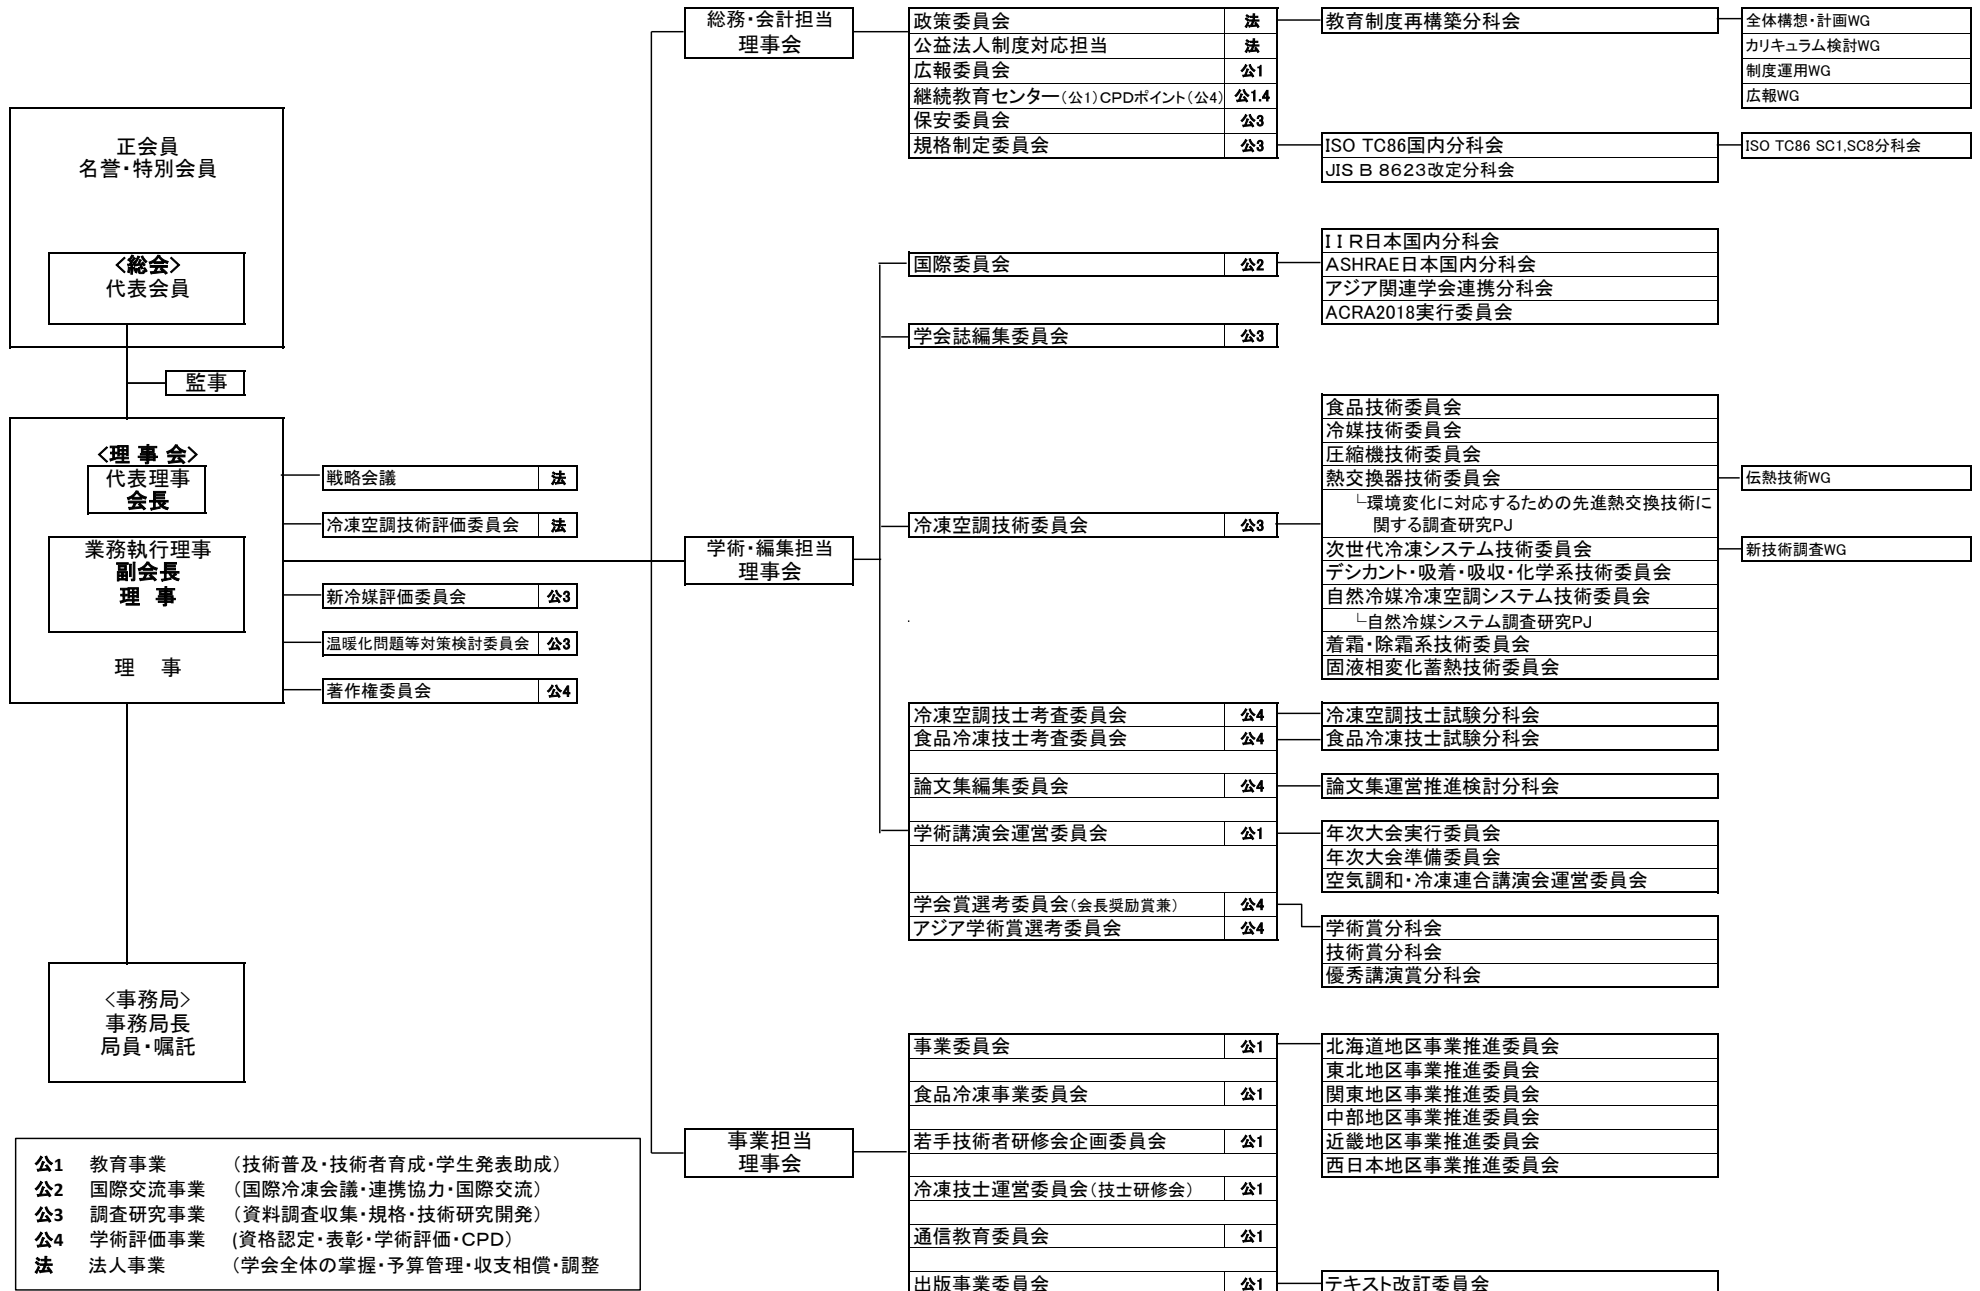 正会員
名誉・特別会員
<総会>
代表会員
監事
<理 事 会>
代表理事
会長
業務執行理事
副会長
理 事
理 事
<事務局>
事務局長
局員・嘱託
戦略会議 法
冷凍空調技術評価委員会 法
新冷媒評価委員会 公3
温暖化問題等対策検討委員会 公3
著作権委員会 公4
総務・会計担当
理事会
政策委員会 法
公益法人制度対応担当 法
広報委員会 公1
継続教育センター(公1)CPDポイント(公4) 公1.4
保安委員会 公3
規格制定委員会 公3
教育制度再構築分科会
全体構想・計画WG
カリキュラム検討WG
制度運用WG
広報WG
ISO TC86国内分科会
JIS B 8623改定分科会
ISO TC86 SC1,SC8分科会
学術・編集担当
理事会
国際委員会 公2
IIR日本国内分科会
ASHRAE日本国内分科会
アジア関連学会連携分科会
ACRA2018実行委員会
学会誌編集委員会 公3
冷凍空調技術委員会 公3
食品技術委員会
冷媒技術委員会
圧縮機技術委員会
熱交換器技術委員会
└環境変化に対応するための先進熱交換技術に
関する調査研究PJ
次世代冷凍システム技術委員会
デシカント・吸着・吸収・化学系技術委員会
自然冷媒冷凍空調システム技術委員会
└自然冷媒システム調査研究PJ
着霜・除霜系技術委員会
固液相変化蓄熱技術委員会
伝熱技術WG
新技術調査WG
冷凍空調技士考査委員会 公4
食品冷凍技士考査委員会 公4
論文集編集委員会 公4
学術講演会運営委員会 公1
学会賞選考委員会(会長奨励賞兼) 公4
アジア学術賞選考委員会 公4
冷凍空調技士試験分科会
食品冷凍技士試験分科会
論文集運営推進検討分科会
年次大会実行委員会
年次大会準備委員会
空気調和・冷凍連合講演会運営委員会
学術賞分科会
技術賞分科会
優秀講演賞分科会
事業担当
理事会
事業委員会 公1
食品冷凍事業委員会 公1
若手技術者研修会企画委員会 公1
冷凍技士運営委員会(技士研修会) 公1
通信教育委員会 公1
出版事業委員会 公1
北海道地区事業推進委員会
東北地区事業推進委員会
関東地区事業推進委員会
中部地区事業推進委員会
近畿地区事業推進委員会
西日本地区事業推進委員会
テキスト改訂委員会
公1 教育事業 (技術普及・技術者育成・学生発表助成)
公2 国際交流事業 (国際冷凍会議・連携協力・国際交流)
公3 調査研究事業 (資料調査収集・規格・技術研究開発)
公4 学術評価事業 (資格認定・表彰・学術評価・CPD)
法 法人事業 (学会全体の掌握・予算管理・収支相償・調整